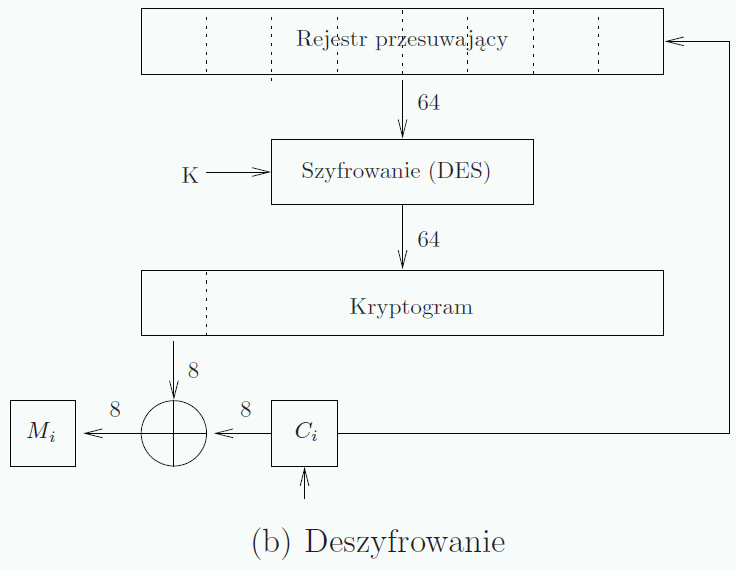 Rejestr przesuwający
64
K
Szyfrowanie (DES)
64
Kryptogram
8
8
8
M_i
C_i
(b) Deszyfrowanie